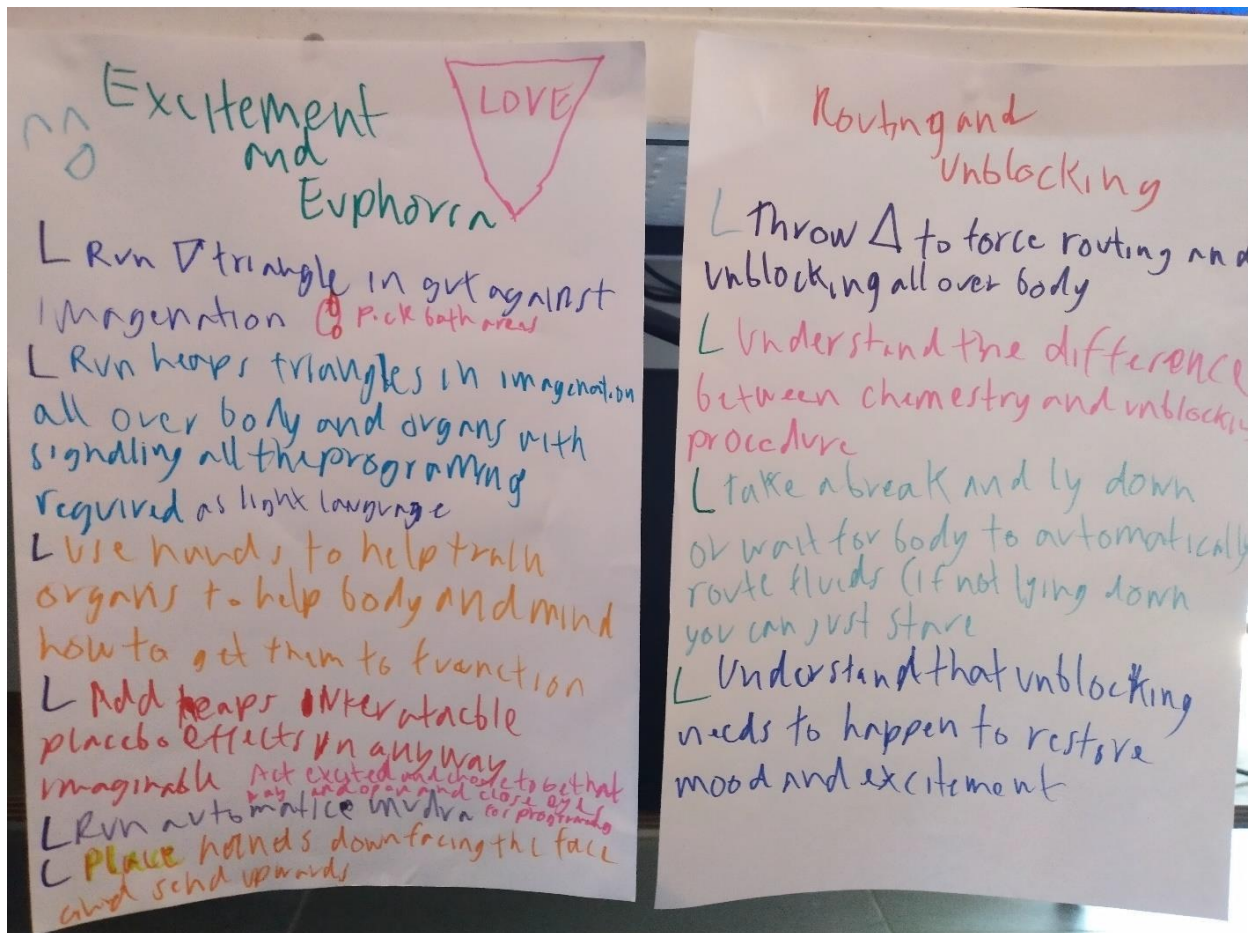 Excitement
and
Euphoria
LOVE
L Run ▽ triangle in gut against
imagenation Pick both areas
L Run heaps triangles in imagenation
all over body and organs with
signalling all the programing
required as light language
L Use hands to help train
organs to help body and mind
how to get them to function
L Add heaps
placebo effects in any way
imaginable Act excited and chose to be that
way and open and close eyes
L Run automatice mudra for programing
L Place hands down facing the face
and send upwards
Routing and
unblocking
L Throw △ to force routing and
unblocking all over body
L Understand the difference
between chemestry and unblocking
procedure
L take a break and ly down
or wait for body to automatically
route fluids (if not lying down
you can just stare
L Understand that unblocking
needs to happen to restore
mood and excitement